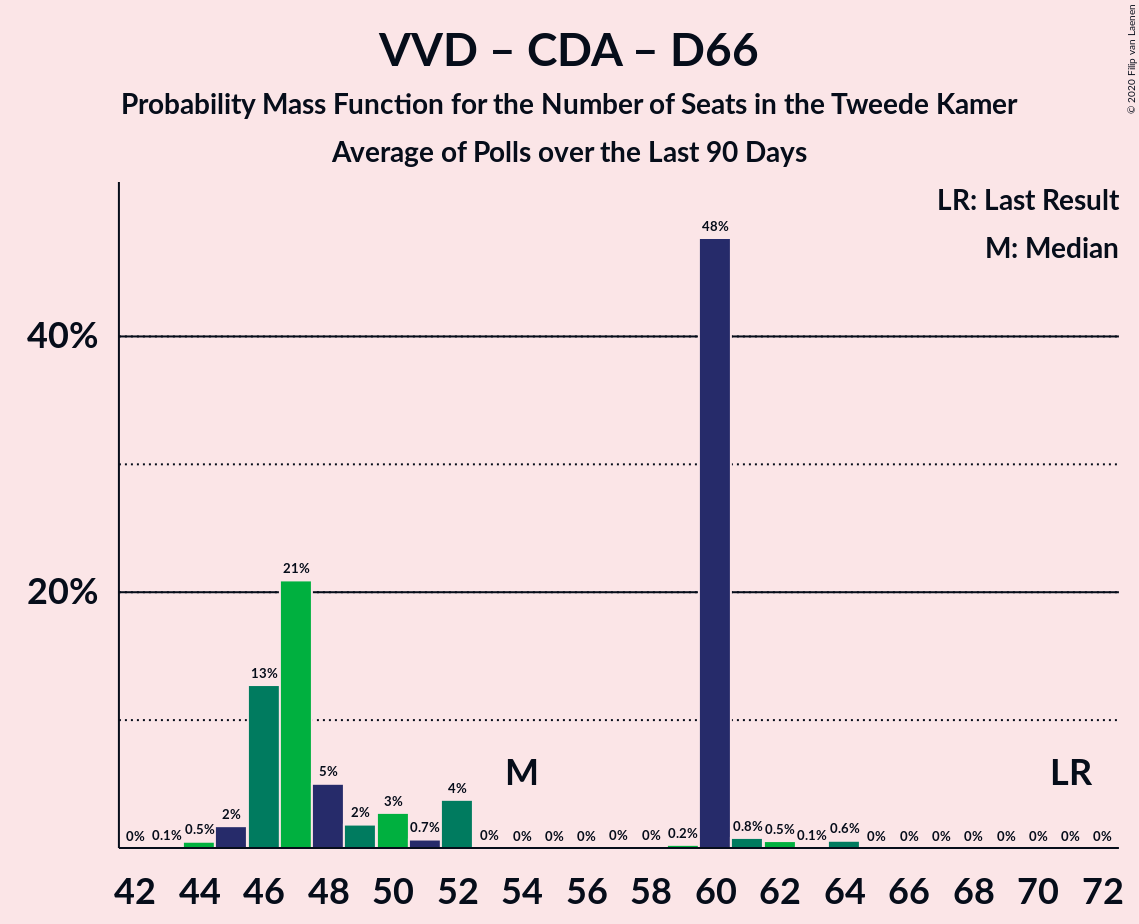 VVD – CDA – D66
Probability Mass Function for the Number of Seats in the Tweede Kamer
Average of Polls over the Last 90 Days
© 2020 Filip van Laenen
LR: Last Result
M: Median
40%
20%
0% 0.1% 0.5% 2% 13% 21% 5% 2% 3% 0.7% 4% 0% 0% 0% 0% 0% 0% 0.2% 48% 0.8% 0.5% 0.1% 0.6% 0% 0% 0% 0% 0% 0% 0% 0%
M LR
42 44 46 48 50 52 54 56 58 60 62 64 66 68 70 72